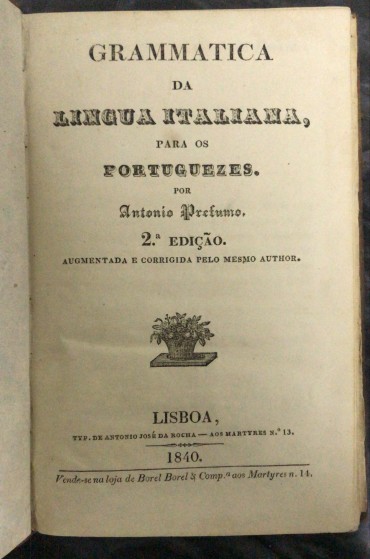 GRAMMATICA
DA
LINGUA ITALIANA,
PARA OS
PORTUGUEZES.
POR
Antonio Prefumo.
2.ª EDIÇÃO.
AUGMENTADA E CORRIGIDA PELO MESMO AUTHOR.
LISBOA,
TYP. DE ANTONIO JOSÉ DA ROCHA — AOS MARTYRES N.º 13.
1840.
Vende-se na loja de Borel Borel & Comp.ª aos Martyres n. 14.